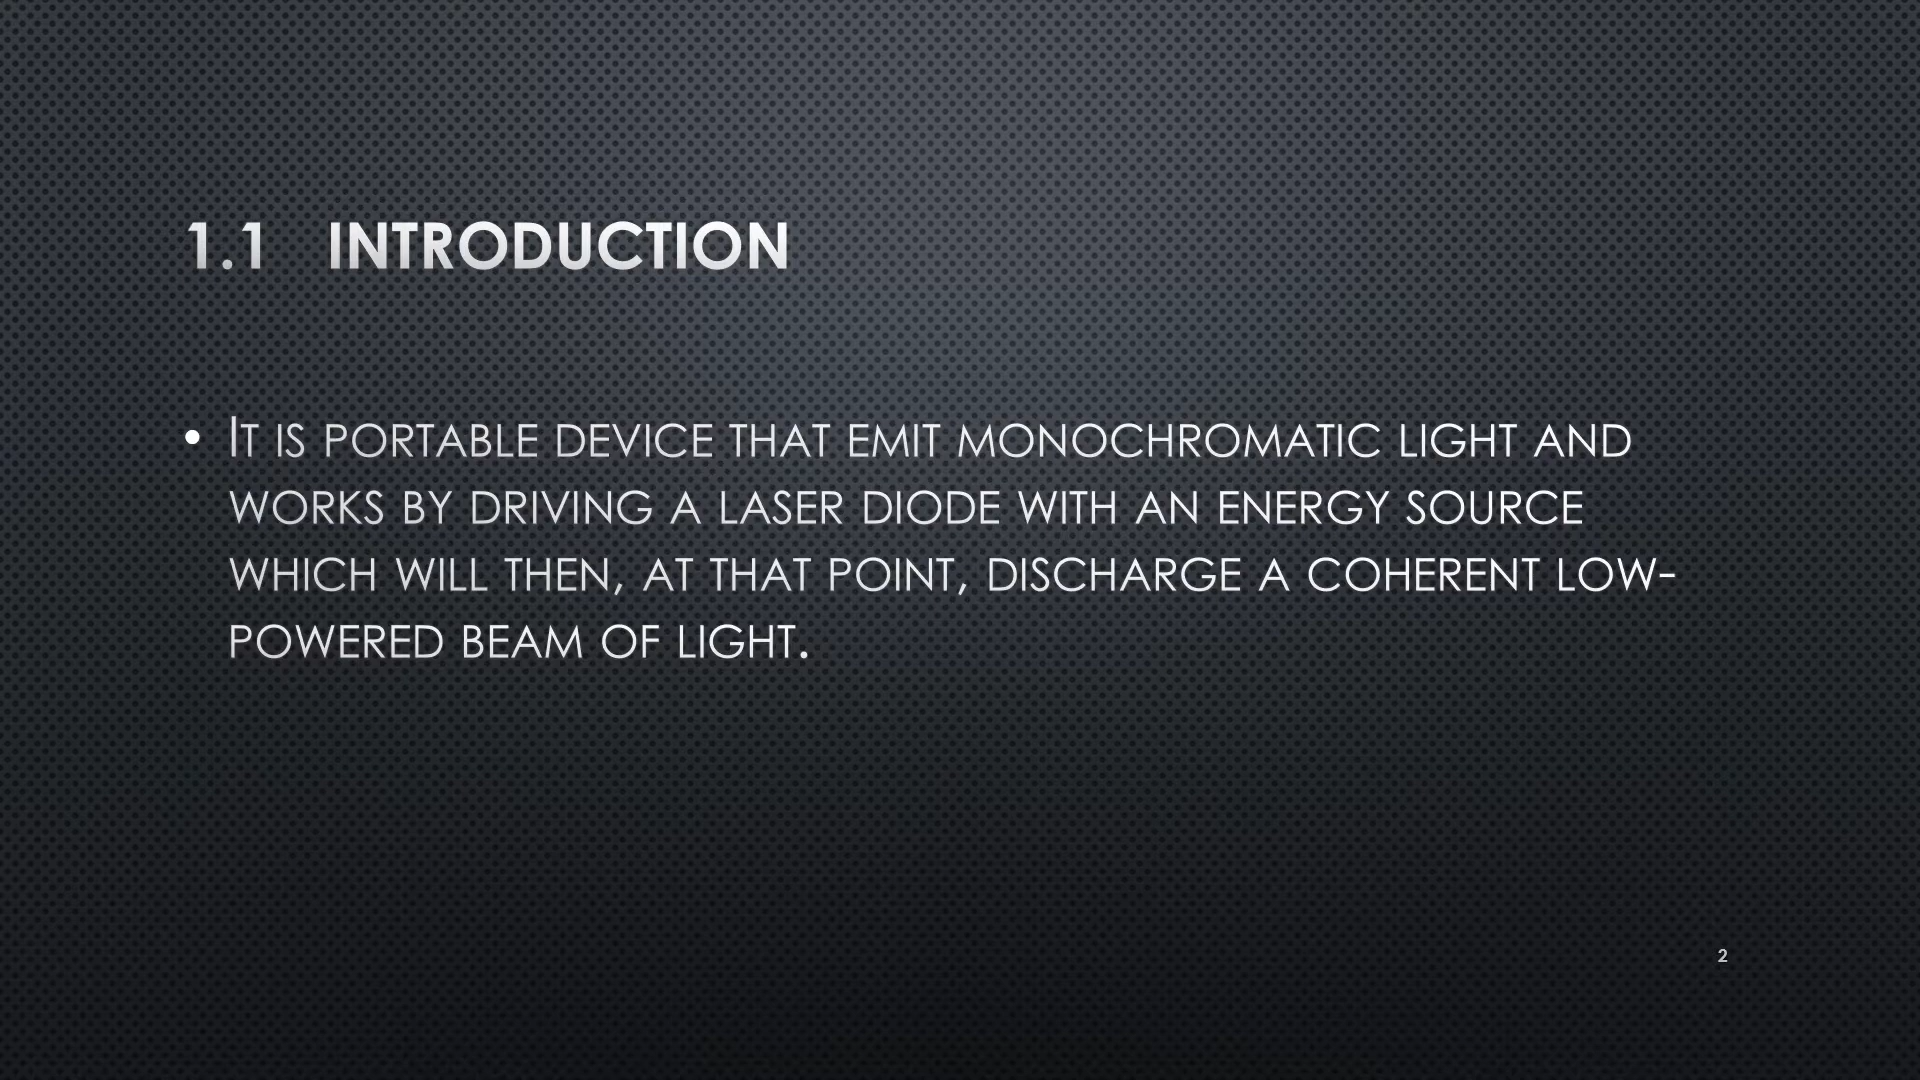 1.1 INTRODUCTION
• IT IS PORTABLE DEVICE THAT EMIT MONOCHROMATIC LIGHT AND
WORKS BY DRIVING A LASER DIODE WITH AN ENERGY SOURCE
WHICH WILL THEN, AT THAT POINT, DISCHARGE A COHERENT LOW-
POWERED BEAM OF LIGHT.
2